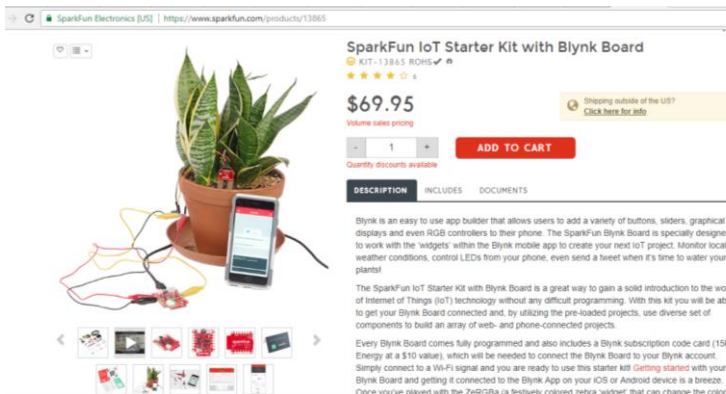 SparkFun Electronics [US] | https://www.sparkfun.com/products/13865
SparkFun IoT Starter Kit with Blynk Board
KIT-13865 ROHS✔
6
$69.95
Volume sales pricing
Shipping outside of the US?
Click here for info
- 1 +
ADD TO CART
Quantity discounts available
DESCRIPTION INCLUDES DOCUMENTS
Blynk is an easy to use app builder that allows users to add a variety of buttons, sliders, graphical
displays and even RGB controllers to their phone. The SparkFun Blynk Board is specially designe
to work with the 'widgets' within the Blynk mobile app to create your next IoT project. Monitor local
weather conditions, control LEDs from your phone, even send a tweet when it's time to water your
plants!
The SparkFun IoT Starter Kit with Blynk Board is a great way to gain a solid introduction to the wo
of Internet of Things (IoT) technology without any difficult programming. With this kit you will be ab
to get your Blynk Board connected and, by utilizing the pre-loaded projects, use diverse set of
components to build an array of web- and phone-connected projects.
Every Blynk Board comes fully programmed and also includes a Blynk subscription code card (15
Energy at a $10 value), which will be needed to connect the Blynk Board to your Blynk account.
Simply connect to a Wi-Fi signal and you are ready to use this starter kit! Getting started with your
Blynk Board and getting it connected to the Blynk App on your iOS or Android device is a breeze.
Once you've played with the ZeRGBa (a festively colored zebra 'widget' that can change the color